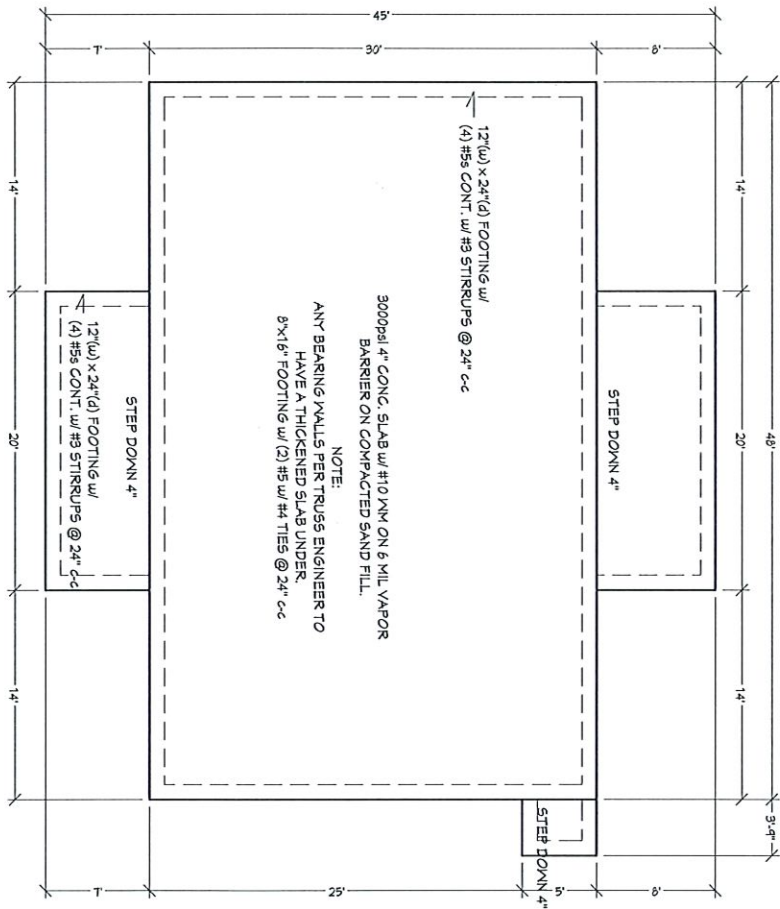 45'
7'
30'
8'
48'
14'
20'
14'
3'-9"
STEP DOWN 4"
12"(w) x 24"(d) FOOTING w/
(4) #5s CONT. w/ #3 STIRRUPS @ 24" c-c
3000psi 4" CONC. SLAB w/ #10 WM ON 6 MIL VAPOR
BARRIER ON COMPACTED SAND FILL.
NOTE:
ANY BEARING WALLS PER TRUSS ENGINEER TO
HAVE A THICKENED SLAB UNDER.
8"x16" FOOTING w/ (2) #5 w/ #4 TIES @ 24" c-c
STEP DOWN 4"
STEP DOWN 4"
12"(w) x 24"(d) FOOTING w/
(4) #5s CONT. w/ #3 STIRRUPS @ 24" c-c
14'
20'
14'
7'
25'
5'
8'